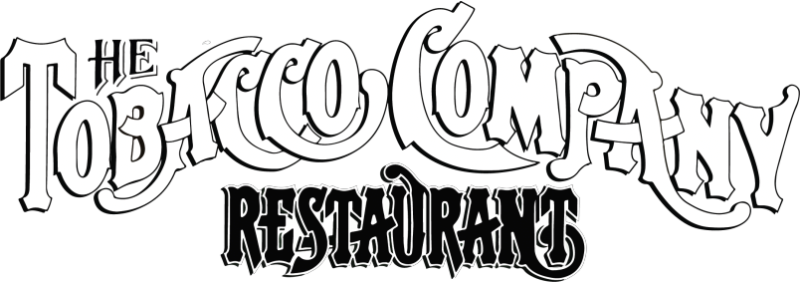 THE TOBACCO COMPANY
RESTAURANT